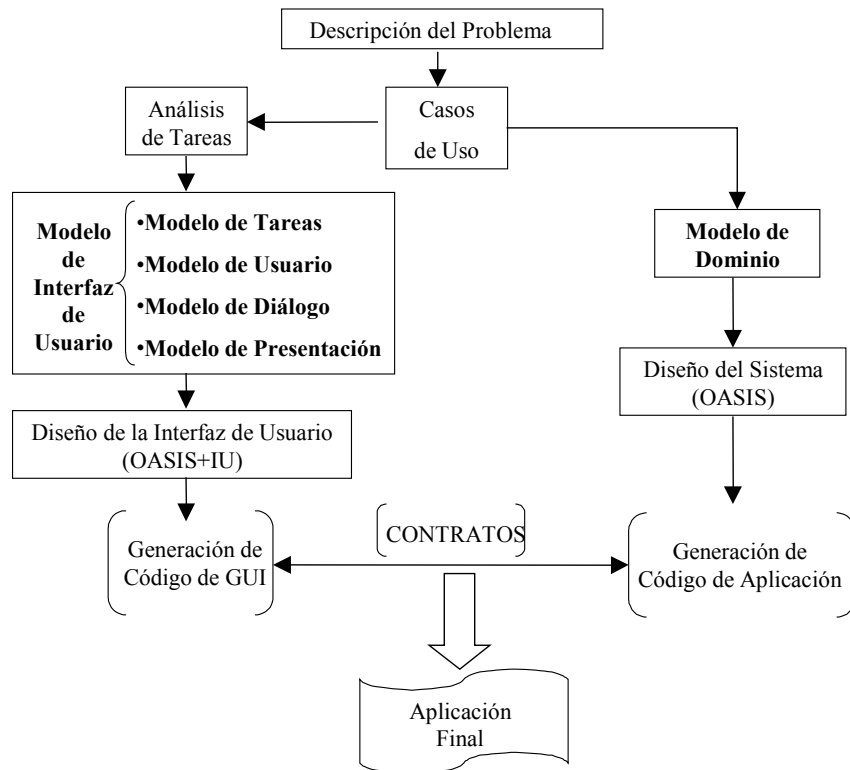 Descripción del Problema
Análisis
de Tareas
Casos
de Uso
Modelo
de
Interfaz
de
Usuario
•Modelo de Tareas
•Modelo de Usuario
•Modelo de Diálogo
•Modelo de Presentación
Modelo de
Dominio
Diseño de la Interfaz de Usuario
(OASIS+IU)
Diseño del Sistema
(OASIS)
Generación de
Código de GUI
CONTRATOS
Generación de
Código de Aplicación
Aplicación
Final